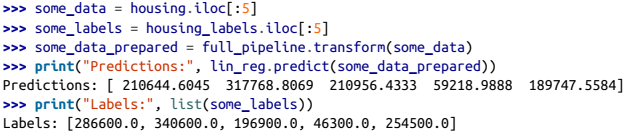 >>> some_data = housing.iloc[:5]
>>> some_labels = housing_labels.iloc[:5]
>>> some_data_prepared = full_pipeline.transform(some_data)
>>> print("Predictions:", lin_reg.predict(some_data_prepared))
Predictions: [ 210644.6045  317768.8069  210956.4333  59218.9888  189747.5584]
>>> print("Labels:", list(some_labels))
Labels: [286600.0, 340600.0, 196900.0, 46300.0, 254500.0]